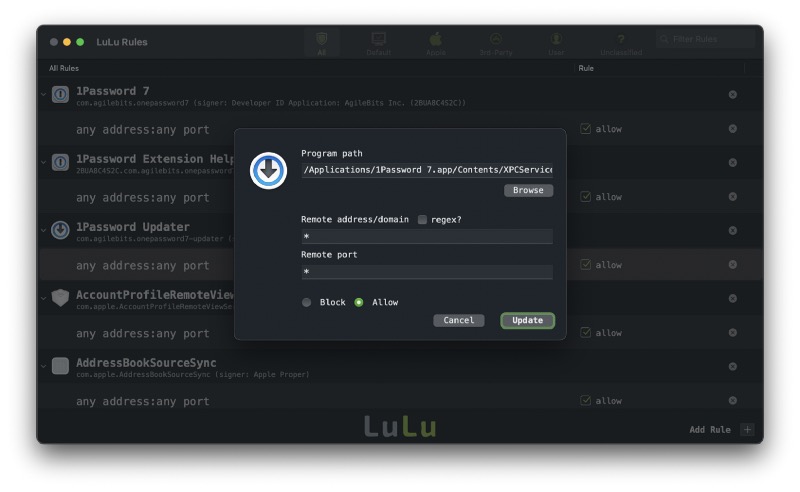 LuLu Rules
All
Default
Apple
3rd-Party
User
Unclassified
Filter Rules
All Rules
Rule
1Password 7
com.agilebits.onepassword7 (signer: Developer ID Application: AgileBits Inc. (2BUA8C4S2C))
any address:any port
allow
1Password Extension Help
2BUA8C4S2C.com.agilebits.onepassword
any address:any port
allow
1Password Updater
com.agilebits.onepassword7-updater (
any address:any port
allow
AccountProfileRemoteView
com.apple.AccountProfileRemoteViewSe
any address:any port
allow
AddressBookSourceSync
com.apple.AddressBookSourceSync (signer: Apple Proper)
any address:any port
allow
Program path
/Applications/1Password 7.app/Contents/XPCService
Browse
Remote address/domain
regex?
*
Remote port
*
Block
Allow
Cancel
Update
LuLu
Add Rule +